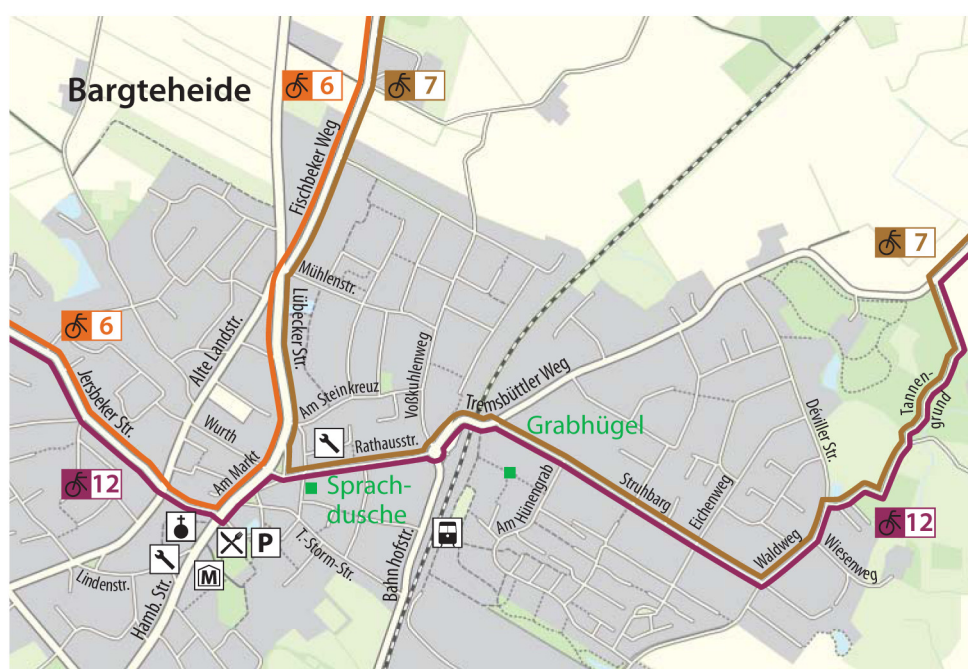 Bargteheide
6
7
Fischbeker Weg
7
Mühlenstr.
6
Lübecker Str.
Alte Landstr.
Jersbeker Str.
Am Steinkreuz
Voßkuhlenweg
Tremsbüttler Weg
Déviller Str.
Tannen-
grund
Wurth
Rathausstr.
Grabhügel
Am Markt
12
Sprach-
dusche
Struhbarg
Eichenweg
Am Hünengrab
12
P
T.-Storm-Str.
Bahnhofstr.
Waldweg
Wiesenweg
M
Lindenstr.
Hamb. Str.